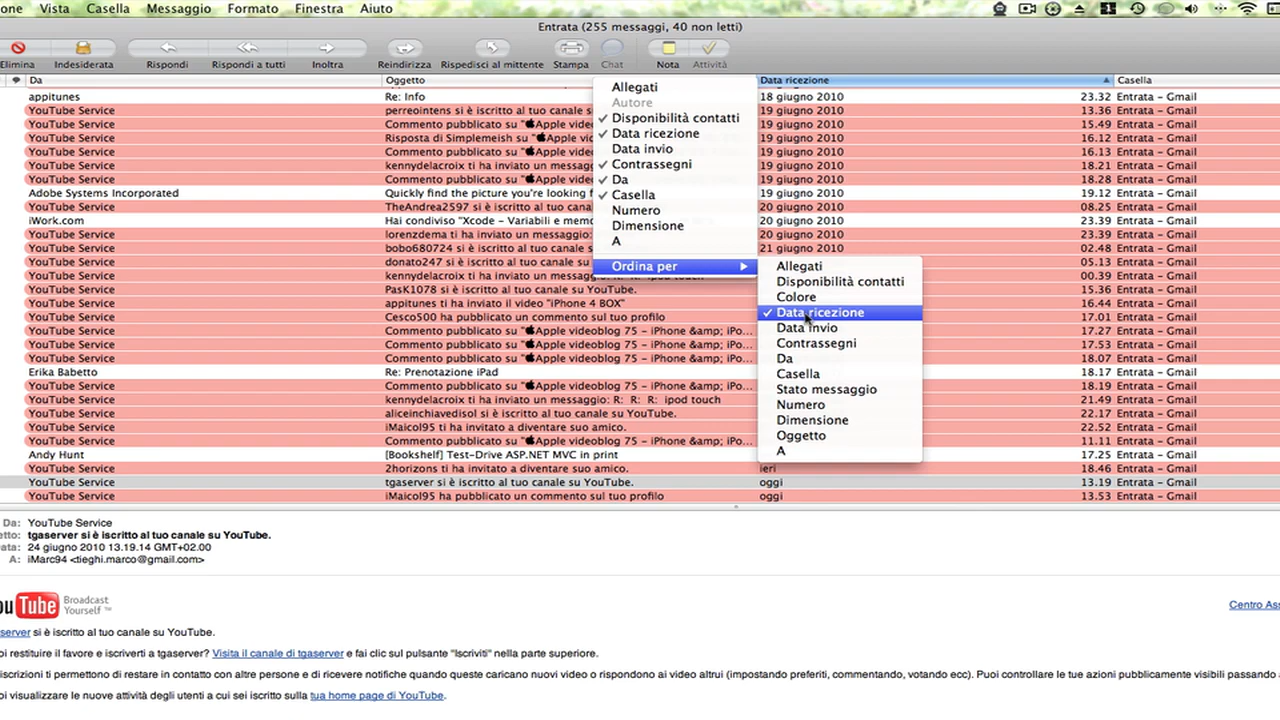 one Vista Casella Messaggio Formato Finestra Aiuto
Entrata (255 messaggi, 40 non letti)
Elimina Indesiderata Rispondi Rispondi a tutti Inoltra Reindirizza Rispedisci al mittente Stampa Chat Nota Attività
Da Oggetto Data ricezione Casella
appitunes Re: Info 18 giugno 2010 23.32 Entrata – Gmail
YouTube Service perreointens si è iscritto al tuo canale s 19 giugno 2010 13.36 Entrata – Gmail
YouTube Service Commento pubblicato su "Apple video 19 giugno 2010 15.49 Entrata – Gmail
YouTube Service Risposta di Simplemeish su "Apple v 19 giugno 2010 16.12 Entrata – Gmail
YouTube Service Commento pubblicato su "Apple video 19 giugno 2010 16.13 Entrata – Gmail
YouTube Service kennydelacroix ti ha inviato un messagg 19 giugno 2010 18.21 Entrata – Gmail
YouTube Service Commento pubblicato su "Apple video 19 giugno 2010 18.28 Entrata – Gmail
Adobe Systems Incorporated Quickly find the picture you're looking f 19 giugno 2010 19.12 Entrata – Gmail
YouTube Service TheAndrea2597 si è iscritto al tuo cana 20 giugno 2010 08.25 Entrata – Gmail
iWork.com Hai condiviso "Xcode – Variabili e memo 20 giugno 2010 23.39 Entrata – Gmail
YouTube Service lorenzdema ti ha inviato un messaggio: 20 giugno 2010 23.39 Entrata – Gmail
YouTube Service bobo680724 si è iscritto al tuo canale s 21 giugno 2010 02.48 Entrata – Gmail
YouTube Service donato247 si è iscritto al tuo canale s 05.13 Entrata – Gmail
YouTube Service kennydelacroix ti ha inviato un messaggio: R: R: ipod touch 00.39 Entrata – Gmail
YouTube Service PasK1078 si è iscritto al tuo canale su YouTube. 15.36 Entrata – Gmail
YouTube Service appitunes ti ha inviato il video "iPhone 4 BOX" 16.44 Entrata – Gmail
YouTube Service Cesco500 ha pubblicato un commento sul tuo profilo 17.01 Entrata – Gmail
YouTube Service Commento pubblicato su "Apple videoblog 75 – iPhone &amp; iPo... 17.27 Entrata – Gmail
YouTube Service Commento pubblicato su "Apple videoblog 75 – iPhone &amp; iPo... 17.53 Entrata – Gmail
YouTube Service Commento pubblicato su "Apple videoblog 75 – iPhone &amp; iPo... 18.07 Entrata – Gmail
Erika Babetto Re: Prenotazione iPad 18.17 Entrata – Gmail
YouTube Service Commento pubblicato su "Apple videoblog 75 – iPhone &amp; iPo... 18.19 Entrata – Gmail
YouTube Service kennydelacroix ti ha inviato un messaggio: R: R: R: ipod touch 21.49 Entrata – Gmail
YouTube Service aliceinchiavedisol si è iscritto al tuo canale su YouTube. 22.17 Entrata – Gmail
YouTube Service iMaicol95 ti ha invitato a diventare suo amico. 22.52 Entrata – Gmail
YouTube Service Commento pubblicato su "Apple videoblog 75 – iPhone &amp; iPo... 11.11 Entrata – Gmail
Andy Hunt [Bookshelf] Test-Drive ASP.NET MVC in print 17.25 Entrata – Gmail
YouTube Service 2horizons ti ha invitato a diventare suo amico. ieri 18.46 Entrata – Gmail
YouTube Service tgaserver si è iscritto al tuo canale su YouTube. oggi 13.19 Entrata – Gmail
YouTube Service iMaicol95 ha pubblicato un commento sul tuo profilo oggi 13.53 Entrata – Gmail
Allegati
Autore
✓ Disponibilità contatti
✓ Data ricezione
Data invio
✓ Contrassegni
✓ Da
✓ Casella
Numero
Dimensione
A
Ordina per
Allegati
Disponibilità contatti
Colore
✓ Data ricezione
Data invio
Contrassegni
Da
Casella
Stato messaggio
Numero
Dimensione
Oggetto
A
Da: YouTube Service
etto: tgaserver si è iscritto al tuo canale su YouTube.
ata: 24 giugno 2010 13.19.14 GMT+02.00
A: iMarc94 <tieghi.marco@gmail.com>
ou Tube Broadcast
Yourself ™
Centro Ass
server si è iscritto al tuo canale su YouTube.
oi restituire il favore e iscriverti a tgaserver? Visita il canale di tgaserver e fai clic sul pulsante "Iscriviti" nella parte superiore.
iscrizioni ti permettono di restare in contatto con altre persone e di ricevere notifiche quando queste caricano nuovi video o rispondono ai video altrui (impostando preferiti, commentando, votando ecc). Puoi controllare le tue azioni pubblicamente visibili passando
oi visualizzare le nuove attività degli utenti a cui sei iscritto sulla tua home page di YouTube.